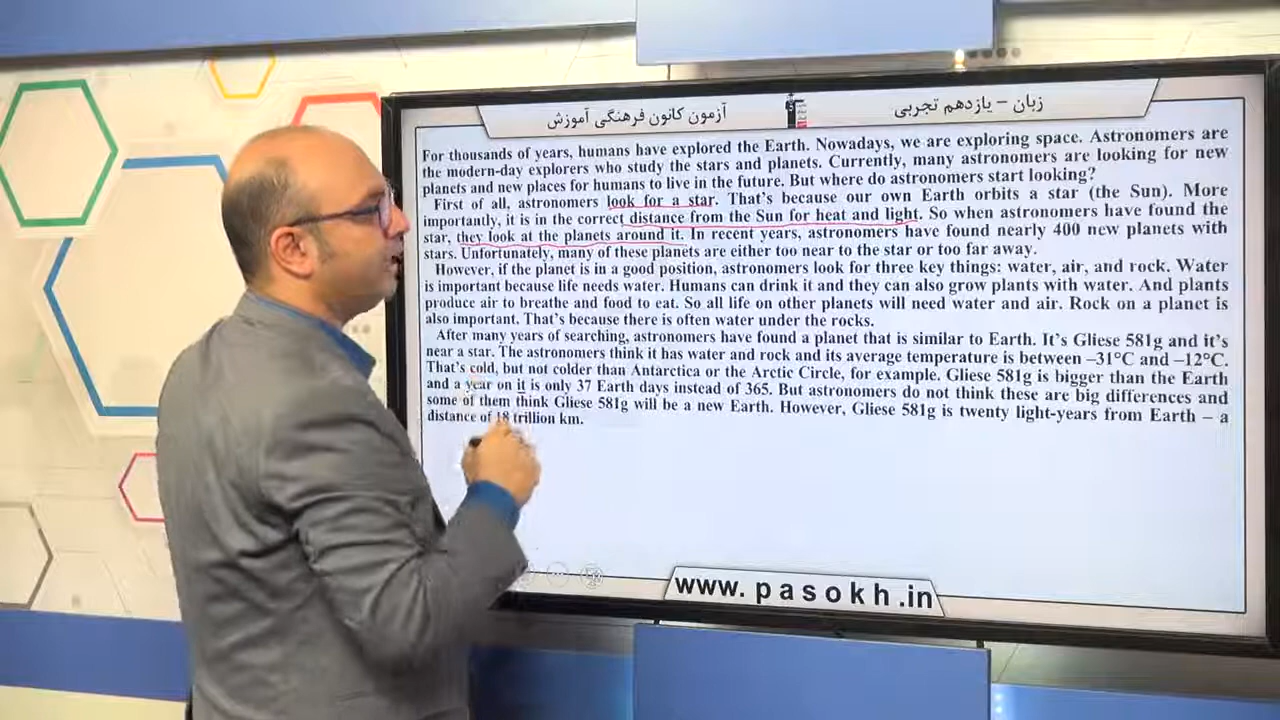 آزمون کانون فرهنگی آموزش
زبان - یازدهم تجربی
For thousands of years, humans have explored the Earth. Nowadays, we are exploring space. Astronomers are
the modern-day explorers who study the stars and planets. Currently, many astronomers are looking for new
planets and new places for humans to live in the future. But where do astronomers start looking?
First of all, astronomers look for a star. That's because our own Earth orbits a star (the Sun). More
importantly, it is in the correct distance from the Sun for heat and light. So when astronomers have found the
star, they look at the planets around it. In recent years, astronomers have found nearly 400 new planets with
stars. Unfortunately, many of these planets are either too near to the star or too far away.
However, if the planet is in a good position, astronomers look for three key things: water, air, and rock. Water
is important because life needs water. Humans can drink it and they can also grow plants with water. And plants
produce air to breathe and food to eat. So all life on other planets will need water and air. Rock on a planet is
also important. That's because there is often water under the rocks.
After many years of searching, astronomers have found a planet that is similar to Earth. It's Gliese 581g and it's
near a star. The astronomers think it has water and rock and its average temperature is between –31°C and –12°C.
That's cold, but not colder than Antarctica or the Arctic Circle, for example. Gliese 581g is bigger than the Earth
and a year on it is only 37 Earth days instead of 365. But astronomers do not think these are big differences and
some of them think Gliese 581g will be a new Earth. However, Gliese 581g is twenty light-years from Earth – a
distance of 18 trillion km.
www. pasokh.in